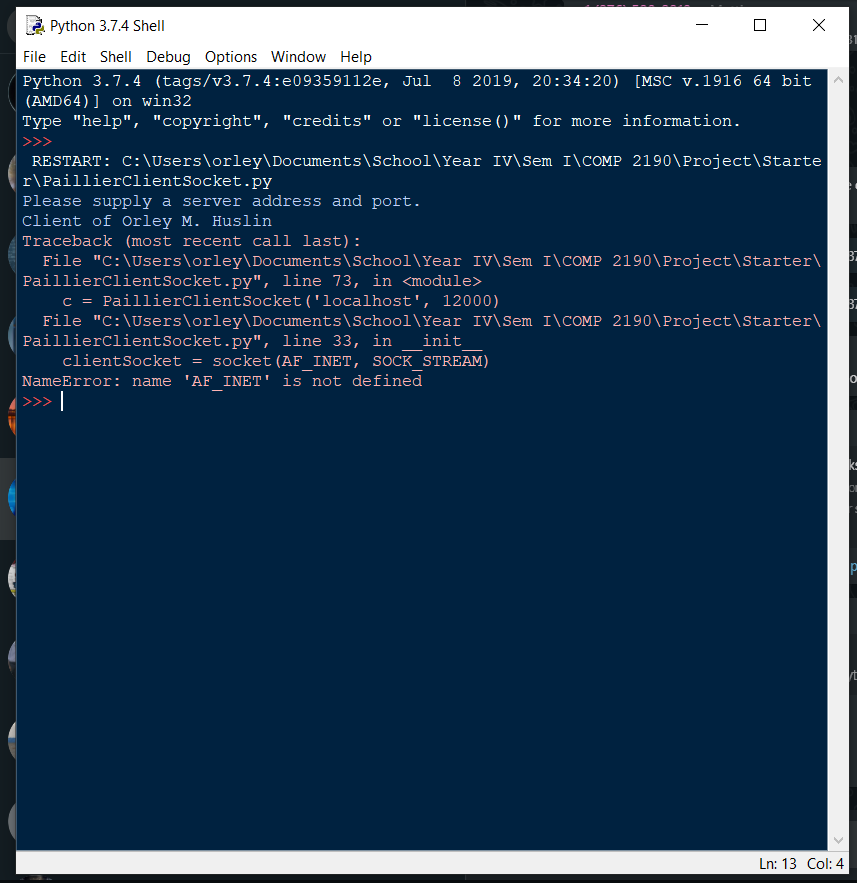 Python 3.7.4 Shell
File Edit Shell Debug Options Window Help
Python 3.7.4 (tags/v3.7.4:e09359112e, Jul  8 2019, 20:34:20) [MSC v.1916 64 bit
(AMD64)] on win32
Type "help", "copyright", "credits" or "license()" for more information.
>>>
 RESTART: C:\Users\orley\Documents\School\Year IV\Sem I\COMP 2190\Project\Starte
r\PaillierClientSocket.py
Please supply a server address and port.
Client of Orley M. Huslin
Traceback (most recent call last):
  File "C:\Users\orley\Documents\School\Year IV\Sem I\COMP 2190\Project\Starter\
PaillierClientSocket.py", line 73, in <module>
    c = PaillierClientSocket('localhost', 12000)
  File "C:\Users\orley\Documents\School\Year IV\Sem I\COMP 2190\Project\Starter\
PaillierClientSocket.py", line 33, in __init__
    clientSocket = socket(AF_INET, SOCK_STREAM)
NameError: name 'AF_INET' is not defined
>>>
Ln: 13 Col: 4